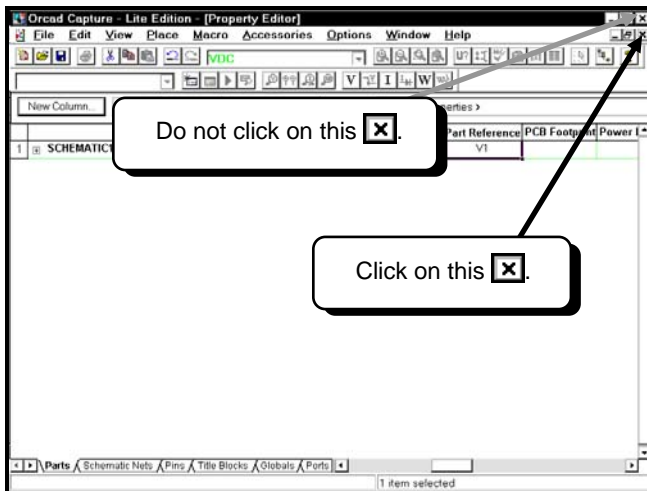 Orcad Capture - Lite Edition - [Property Editor]
File Edit View Place Macro Accessories Options Window Help
VDC
U?
V I W
New Column...
Do not click on this X.
Part Reference PCB Footprint Power
1 SCHEMATIC1 V1
Click on this X.
Parts Schematic Nets Pins Title Blocks Globals Ports
1 item selected